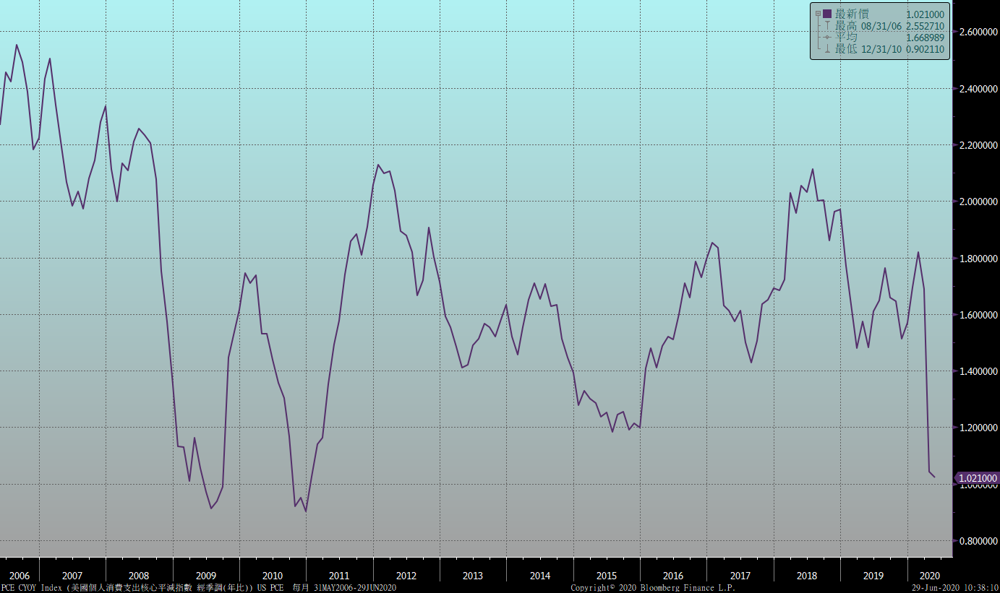 最新價 1.021000
最高 08/31/06 2.552710
平均 1.668989
最低 12/31/10 0.902110
2.600000
2.400000
2.200000
2.000000
1.800000
1.600000
1.400000
1.200000
1.021000
1.000000
0.800000
2006 2007 2008 2009 2010 2011 2012 2013 2014 2015 2016 2017 2018 2019 2020
PCE CYOY Index (美國個人消費支出核心平減指數 經季調(年比)) US PCE 每月 31MAY2006-29JUN2020 Copyright© 2020 Bloomberg Finance L.P. 29-Jun-2020 10:38:10